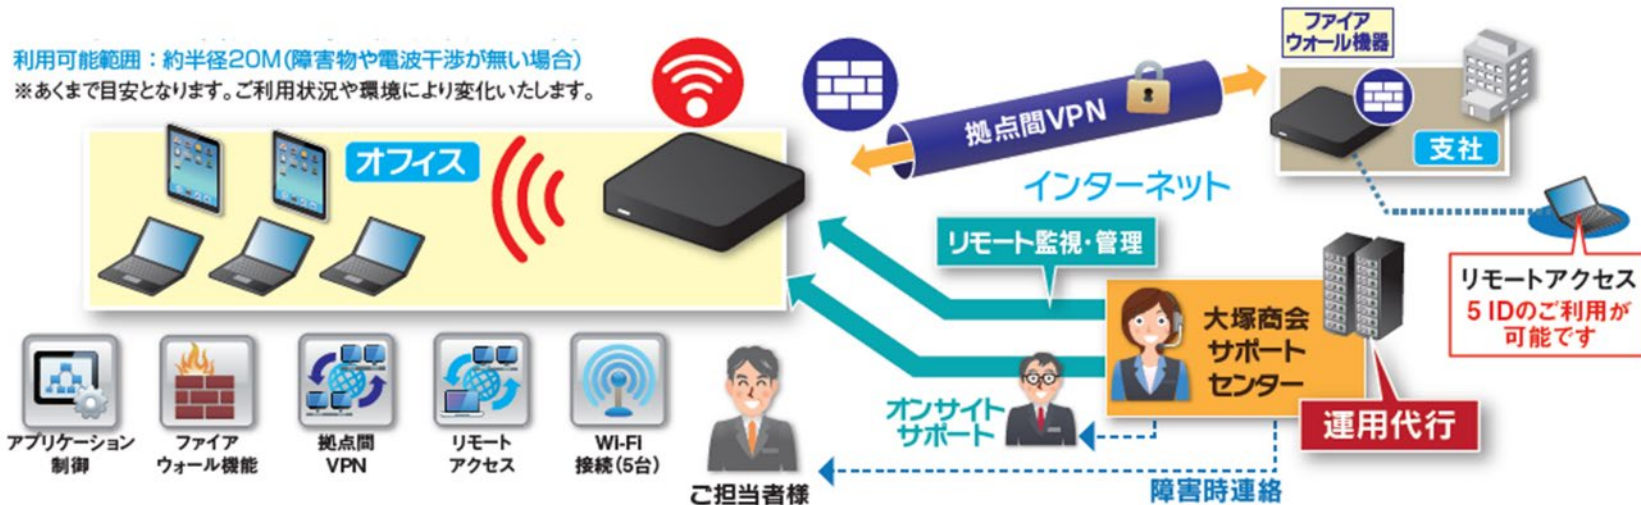 利用可能範囲：約半径20M(障害物や電波干渉が無い場合)
※あくまで目安となります。ご利用状況や環境により変化いたします。
オフィス
拠点間VPN
インターネット
ファイア
ウォール機器
支社
リモートアクセス
5 IDのご利用が
可能です
リモート監視・管理
大塚商会
サポート
センター
運用代行
オンサイト
サポート
障害時連絡
ご担当者様
アプリケーション
制御
ファイア
ウォール機能
拠点間
VPN
リモート
アクセス
WI-FI
接続(5台)